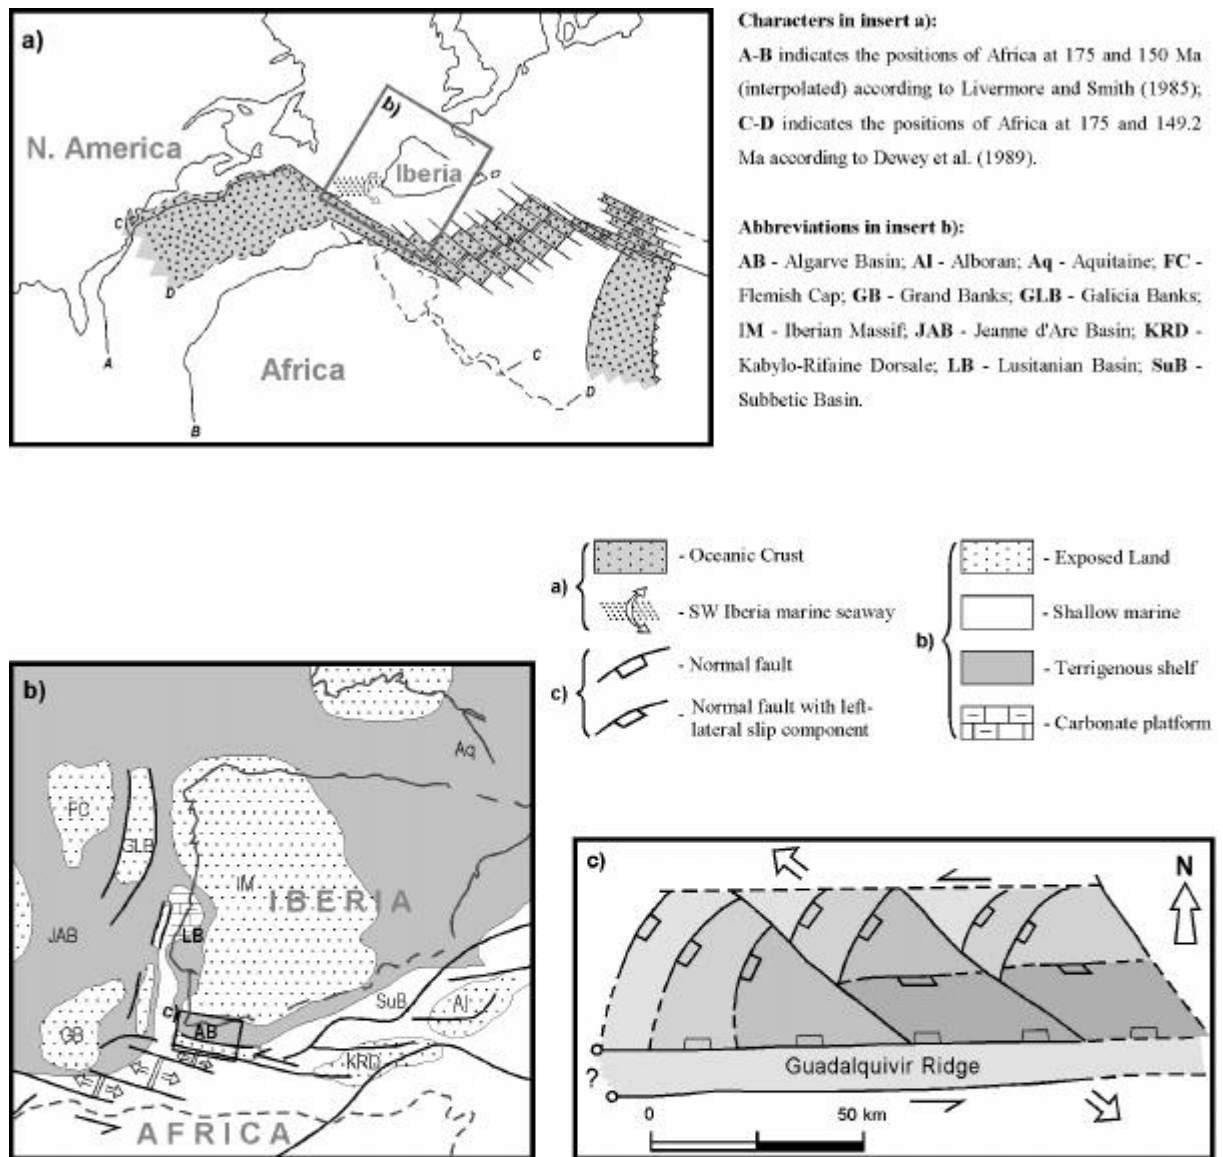 a)
b)
N. America
Iberia
C
D
A
B
Africa
C
D
Characters in insert a):
A-B indicates the positions of Africa at 175 and 150 Ma
(interpolated) according to Livermore and Smith (1985);
C-D indicates the positions of Africa at 175 and 149.2
Ma according to Dewey et al. (1989).
Abbreviations in insert b):
AB - Algarve Basin; Al - Alboran; Aq - Aquitaine; FC -
Flemish Cap; GB - Grand Banks; GLB - Galicia Banks;
IM - Iberian Massif; JAB - Jeanne d'Arc Basin; KRD -
Kabylo-Rifaine Dorsale; LB - Lusitanian Basin; SuB -
Subbetic Basin.
a)
- Oceanic Crust
- SW Iberia marine seaway
c)
- Normal fault
- Normal fault with left-
lateral slip component
b)
- Exposed Land
- Shallow marine
- Terrigenous shelf
- Carbonate platform
b)
Aq
FC
GLB
IM
IBERIA
JAB
LB
SuB
Al
c)
AB
GB
KRD
AFRICA
c)
N
Guadalquivir Ridge
?
0 50 km